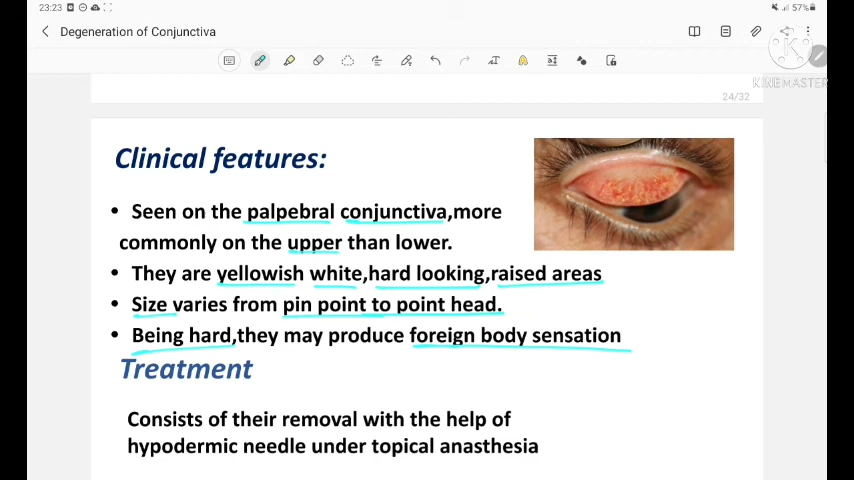 23:23
57%
Degeneration of Conjunctiva
KINEMASTER
24/32
Clinical features:
• Seen on the palpebral conjunctiva,more
commonly on the upper than lower.
• They are yellowish white,hard looking,raised areas
• Size varies from pin point to point head.
• Being hard,they may produce foreign body sensation
Treatment
Consists of their removal with the help of
hypodermic needle under topical anasthesia